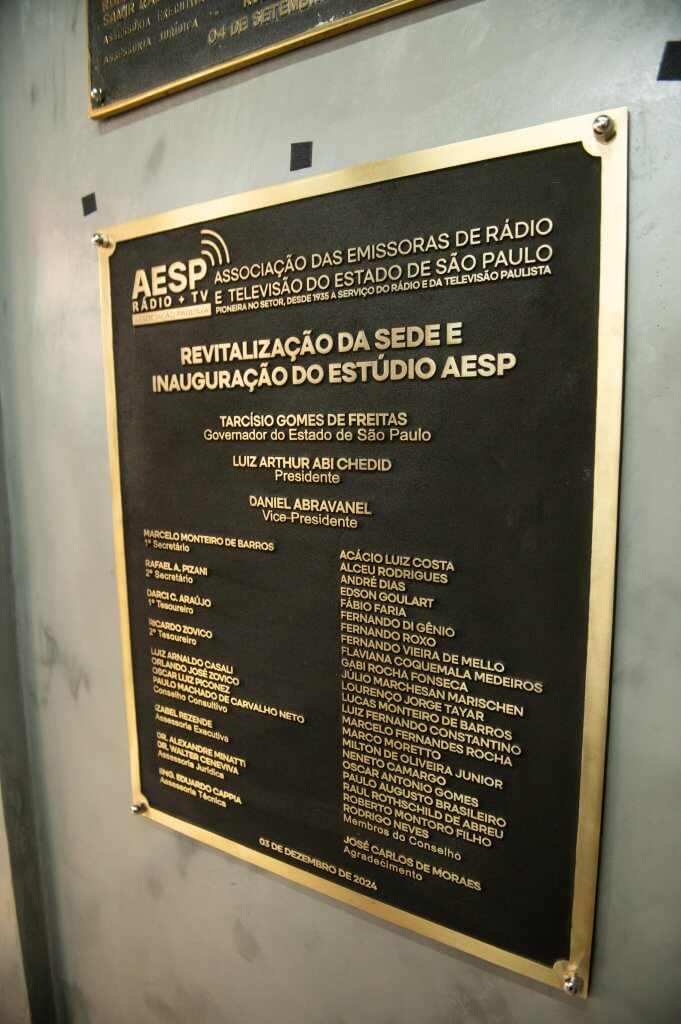 SAMIR
ASSESSORIA EXECUTIVA
ASSESSORIA JURÍDICA
04 DE SETEMBR
AESP
RÁDIO + TV
ASSOCIAÇÃO PAULISTA
ASSOCIAÇÃO DAS EMISSORAS DE RÁDIO
E TELEVISÃO DO ESTADO DE SÃO PAULO
PIONEIRA NO SETOR, DESDE 1935 A SERVIÇO DO RÁDIO E DA TELEVISÃO PAULISTA
REVITALIZAÇÃO DA SEDE E
INAUGURAÇÃO DO ESTÚDIO AESP
TARCÍSIO GOMES DE FREITAS
Governador do Estado de São Paulo
LUIZ ARTHUR ABI CHEDID
Presidente
DANIEL ABRAVANEL
Vice-Presidente
MARCELO MONTEIRO DE BARROS
1º Secretário
RAFAEL A. PIZANI
2º Secretário
DARCI C. ARAÚJO
1º Tesoureiro
RICARDO ZOVICO
2º Tesoureiro
LUIZ ARNALDO CASALI
ORLANDO JOSÉ ZOVICO
OSCAR LUIZ PICONEZ
PAULO MACHADO DE CARVALHO NETO
Conselho Consultivo
IZABEL REZENDE
Assessoria Executiva
DR. ALEXANDRE MINATTI
DR. WALTER CENEVIVA
Assessoria Jurídica
ENG. EDUARDO CAPPIA
Assessoria Técnica
ACÁCIO LUIZ COSTA
ALCEU RODRIGUES
ANDRÉ DIAS
EDSON GOULART
FÁBIO FARIA
FERNANDO DI GÊNIO
FERNANDO ROXO
FERNANDO VIEIRA DE MELLO
FLAVIANA COQUEMALA MEDEIROS
GABI ROCHA FONSECA
JÚLIO MARCHESAN MARISCHEN
LOURENÇO JORGE TAYAR
LUCAS MONTEIRO DE BARROS
LUIZ FERNANDO CONSTANTINO
MARCELO FERNANDES ROCHA
MARCO MORETTO
MILTON DE OLIVEIRA JUNIOR
NENETO CAMARGO
OSCAR ANTONIO GOMES
PAULO AUGUSTO BRASILEIRO
RAUL ROTHSCHILD DE ABREU
ROBERTO MONTORO FILHO
RODRIGO NEVES
Membros do Conselho
JOSÉ CARLOS DE MORAES
Agradecimento
03 DE DEZEMBRO DE 2024